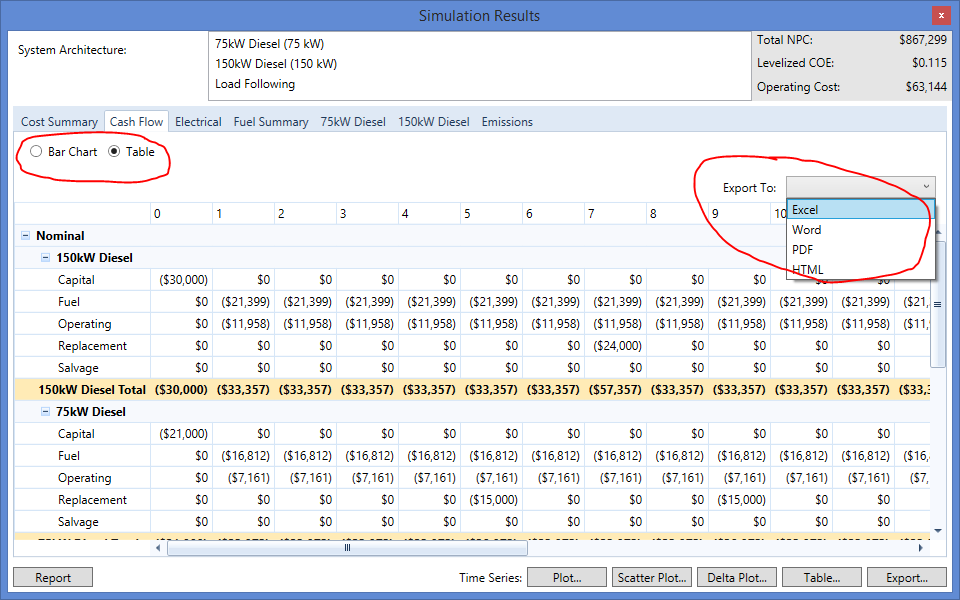 Simulation Results
x
System Architecture:
75kW Diesel (75 kW)
150kW Diesel (150 kW)
Load Following
Total NPC: $867,299
Levelized COE: $0.115
Operating Cost: $63,144
Cost Summary Cash Flow Electrical Fuel Summary 75kW Diesel 150kW Diesel Emissions
Bar Chart Table
Export To:
Excel
Word
PDF
HTML
0 1 2 3 4 5 6 7 8 9 10
Nominal
150kW Diesel
Capital ($30,000) $0 $0 $0 $0 $0 $0 $0 $0 $0 $0 $0
Fuel $0 ($21,399) ($21,399) ($21,399) ($21,399) ($21,399) ($21,399) ($21,399) ($21,399) ($21,399) ($21,399) ($21,399) ($21,
Operating $0 ($11,958) ($11,958) ($11,958) ($11,958) ($11,958) ($11,958) ($11,958) ($11,958) ($11,958) ($11,958) ($11,958) ($11,
Replacement $0 $0 $0 $0 $0 $0 $0 ($24,000) $0 $0 $0 $0
Salvage $0 $0 $0 $0 $0 $0 $0 $0 $0 $0 $0 $0
150kW Diesel Total ($30,000) ($33,357) ($33,357) ($33,357) ($33,357) ($33,357) ($33,357) ($57,357) ($33,357) ($33,357) ($33,357) ($33,357) ($33,
75kW Diesel
Capital ($21,000) $0 $0 $0 $0 $0 $0 $0 $0 $0 $0 $0
Fuel $0 ($16,812) ($16,812) ($16,812) ($16,812) ($16,812) ($16,812) ($16,812) ($16,812) ($16,812) ($16,812) ($16,812) ($16,
Operating $0 ($7,161) ($7,161) ($7,161) ($7,161) ($7,161) ($7,161) ($7,161) ($7,161) ($7,161) ($7,161) ($7,161) ($7,
Replacement $0 $0 $0 $0 $0 ($15,000) $0 $0 $0 ($15,000) $0 $0
Salvage $0 $0 $0 $0 $0 $0 $0 $0 $0 $0 $0 $0
Report Time Series: Plot... Scatter Plot... Delta Plot... Table... Export...